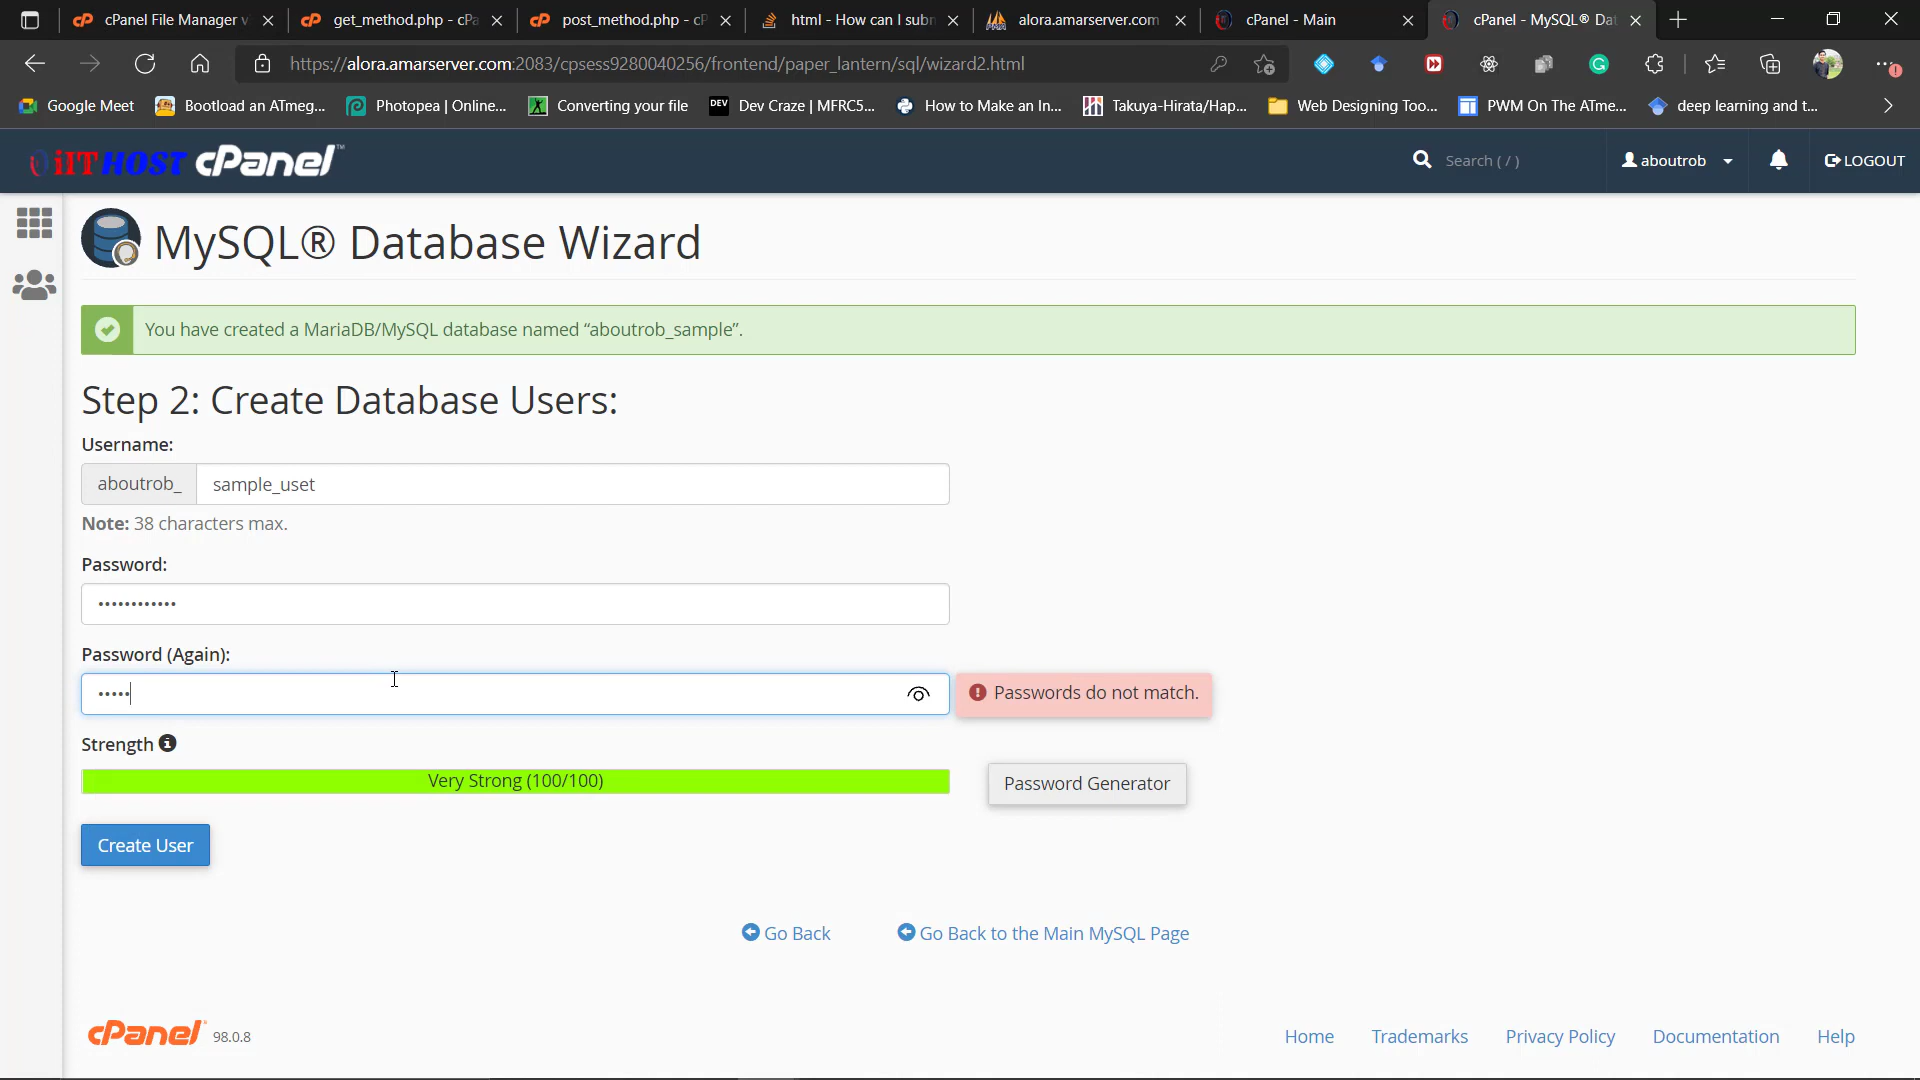 cPanel File Manager v
get_method.php - cPa
post_method.php - cP
html - How can I subn
alora.amarserver.com
cPanel - Main
cPanel - MySQL® Dat
https://alora.amarserver.com:2083/cpsess9280040256/frontend/paper_lantern/sql/wizard2.html
Google Meet
Bootload an ATmeg...
Photopea | Online...
Converting your file
DEV
Dev Craze | MFRC5...
How to Make an In...
Takuya-Hirata/Hap...
Web Designing Too...
PWM On The ATme...
deep learning and t...
iITHOST cPanel™
Search ( / )
aboutrob
LOGOUT
MySQL® Database Wizard
You have created a MariaDB/MySQL database named “aboutrob_sample”.
Step 2: Create Database Users:
Username:
aboutrob_ sample_uset
Note: 38 characters max.
Password:
••••••••••••
Password (Again):
•••••
Passwords do not match.
Strength
Very Strong (100/100)
Password Generator
Create User
Go Back
Go Back to the Main MySQL Page
cPanel® 98.0.8
Home
Trademarks
Privacy Policy
Documentation
Help